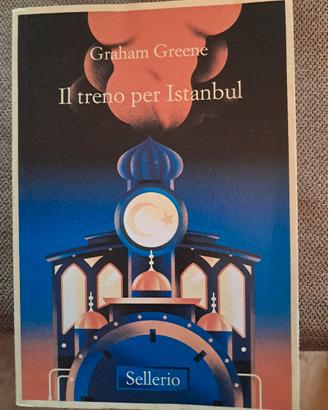 Graham Greene
Il treno per Istanbul
Sellerio